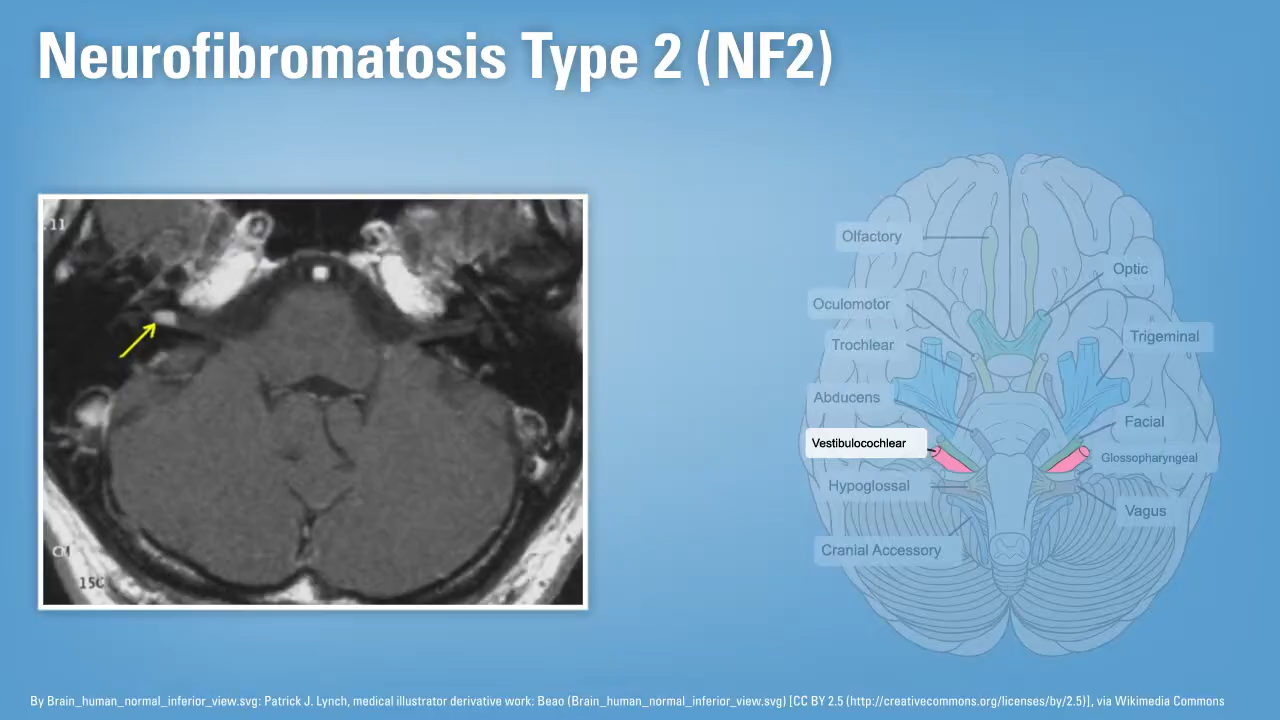 Neurofibromatosis Type 2 (NF2)
11
15C
Olfactory
Optic
Oculomotor
Trochlear
Trigeminal
Abducens
Facial
Vestibulocochlear
Glossopharyngeal
Hypoglossal
Vagus
Cranial Accessory
By Brain_human_normal_inferior_view.svg: Patrick J. Lynch, medical illustrator derivative work: Beao (Brain_human_normal_inferior_view.svg) [CC BY 2.5 (http://creativecommons.org/licenses/by/2.5)], via Wikimedia Commons